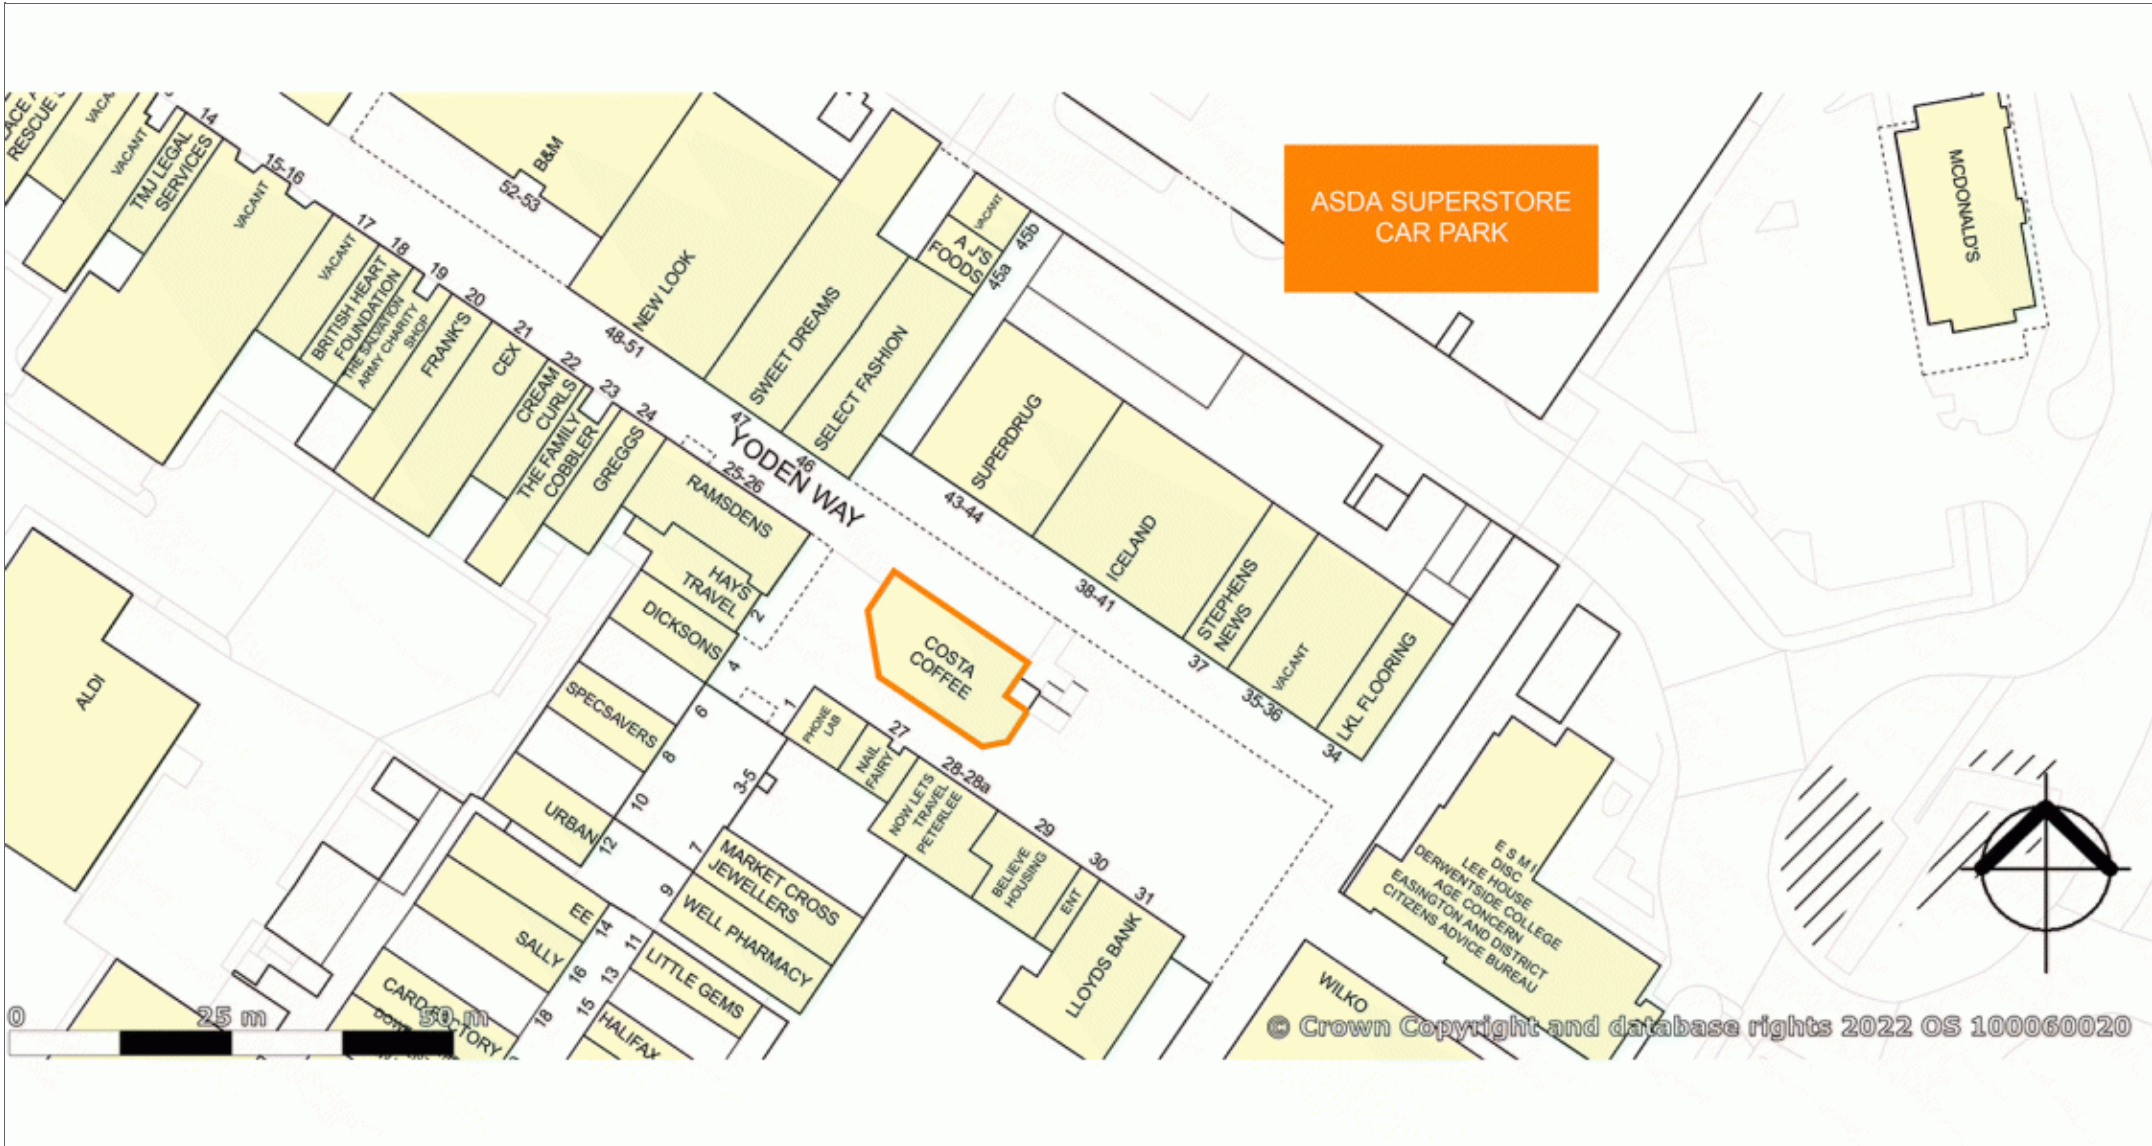 RESCUE
VACANT
14
TMJ LEGAL
SERVICES
15-16
VACANT
17
VACANT
18
BRITISH HEART
FOUNDATION
19
THE SALVATION
ARMY CHARITY
SHOP
20
FRANK'S
21
CEX
22
CREAM
CURLS
23
THE FAMILY
COBBLER
24
GREGGS
25-26
RAMSDENS
YODEN WAY
B&M
52-53
NEW LOOK
48-51
SWEET DREAMS
47
SELECT FASHION
46
VACANT
45b
A J'S
FOODS
45a
ASDA SUPERSTORE
CAR PARK
MCDONALD'S
SUPERDRUG
43-44
ICELAND
38-41
STEPHENS
NEWS
37
VACANT
35-36
LKL FLOORING
34
HAYS
TRAVEL
2
DICKSONS
4
SPECSAVERS
6
8
URBAN
10
12
COSTA
COFFEE
1
PHONE
LAB
27
NAIL
FAIRY
28-28a
NOW LETS
TRAVEL
PETERLEE
29
BELIEVE
HOUSING
30
ENT
31
LLOYDS BANK
3-5
7
MARKET CROSS
JEWELLERS
9
WELL PHARMACY
ALDI
EE
14
SALLY
16
11
13
LITTLE GEMS
15
HALIFAX
CARD FACTORY
18
E S M I
DISC
LEE HOUSE
DERWENTSIDE COLLEGE
AGE CONCERN
EASINGTON AND DISTRICT
CITIZENS ADVICE BUREAU
WILKO
0 25 m 50 m
© Crown Copyright and database rights 2022 OS 100060020